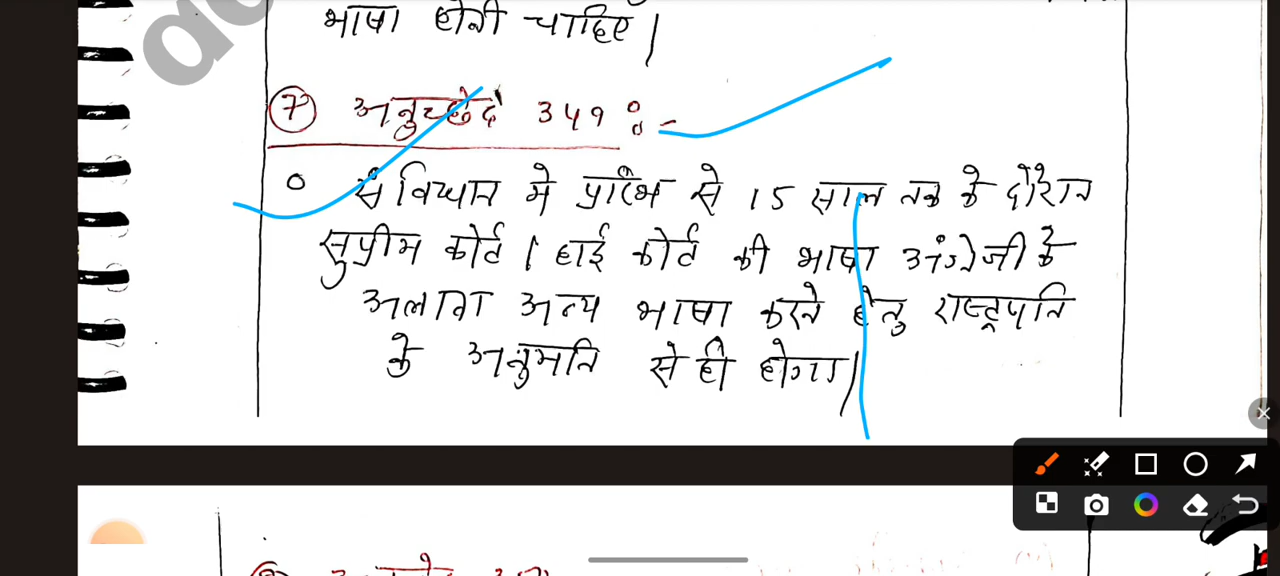 भाषा होनी चाहिए।
⑦ अनुच्छेद 349 :-
० संविधान मे प्रारंभ से 15 साल तक के दौरान
सुप्रीम कोर्ट / हाई कोर्ट की भाषा अंग्रेजी के
अलावा अन्य भाषा करने हेतु राष्ट्रपति
के अनुमति से ही होगा।